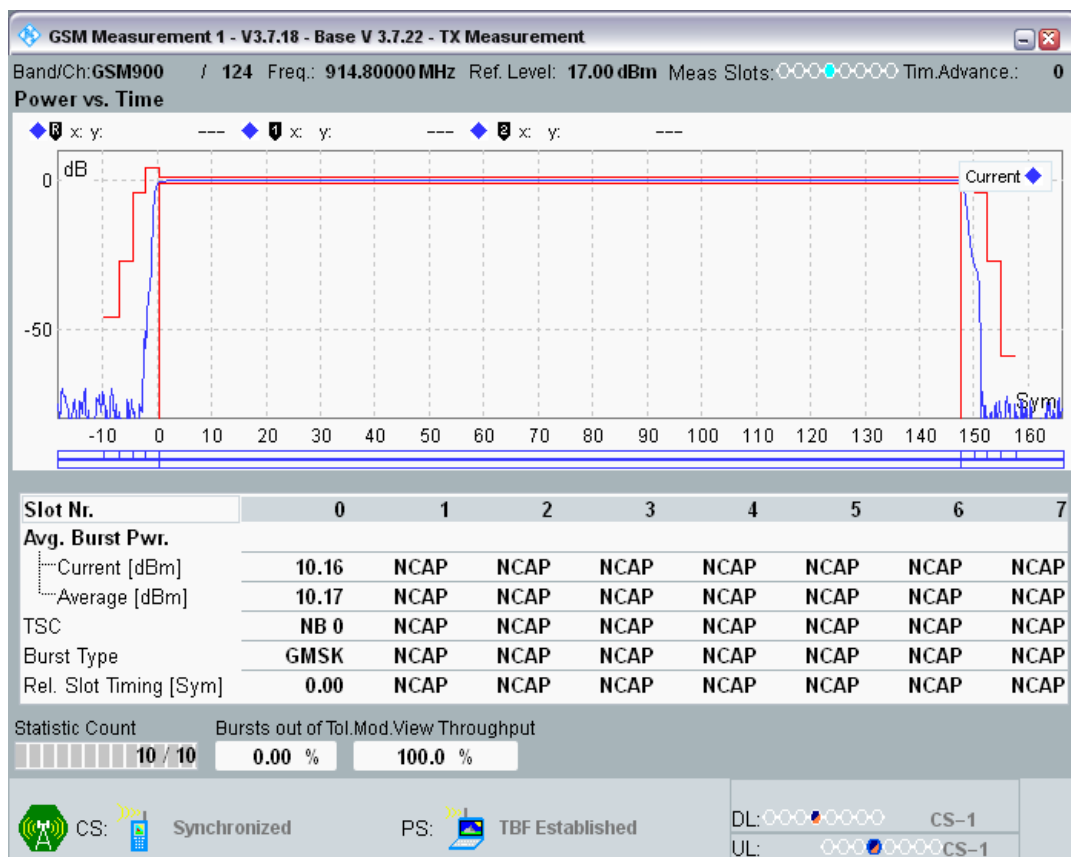 GSM Measurement 1 - V3.7.18 - Base V 3.7.22 - TX Measurement
Band/Ch:GSM900 / 124 Freq.: 914.80000 MHz Ref. Level: 17.00 dBm Meas Slots: Tim.Advance.: 0
Power vs. Time
R x: y: --- 1 x: y: --- 2 x: y: ---
dB
Current
0
-50
Sym
-10 0 10 20 30 40 50 60 70 80 90 100 110 120 130 140 150 160
Slot Nr. 0 1 2 3 4 5 6 7
Avg. Burst Pwr.
Current [dBm] 10.16 NCAP NCAP NCAP NCAP NCAP NCAP NCAP
Average [dBm] 10.17 NCAP NCAP NCAP NCAP NCAP NCAP NCAP
TSC NB 0 NCAP NCAP NCAP NCAP NCAP NCAP NCAP
Burst Type GMSK NCAP NCAP NCAP NCAP NCAP NCAP NCAP
Rel. Slot Timing [Sym] 0.00 NCAP NCAP NCAP NCAP NCAP NCAP NCAP
Statistic Count Bursts out of Tol.Mod.View Throughput
10 / 10 0.00 % 100.0 %
CS: Synchronized PS: TBF Established
DL: CS-1
UL: CS-1